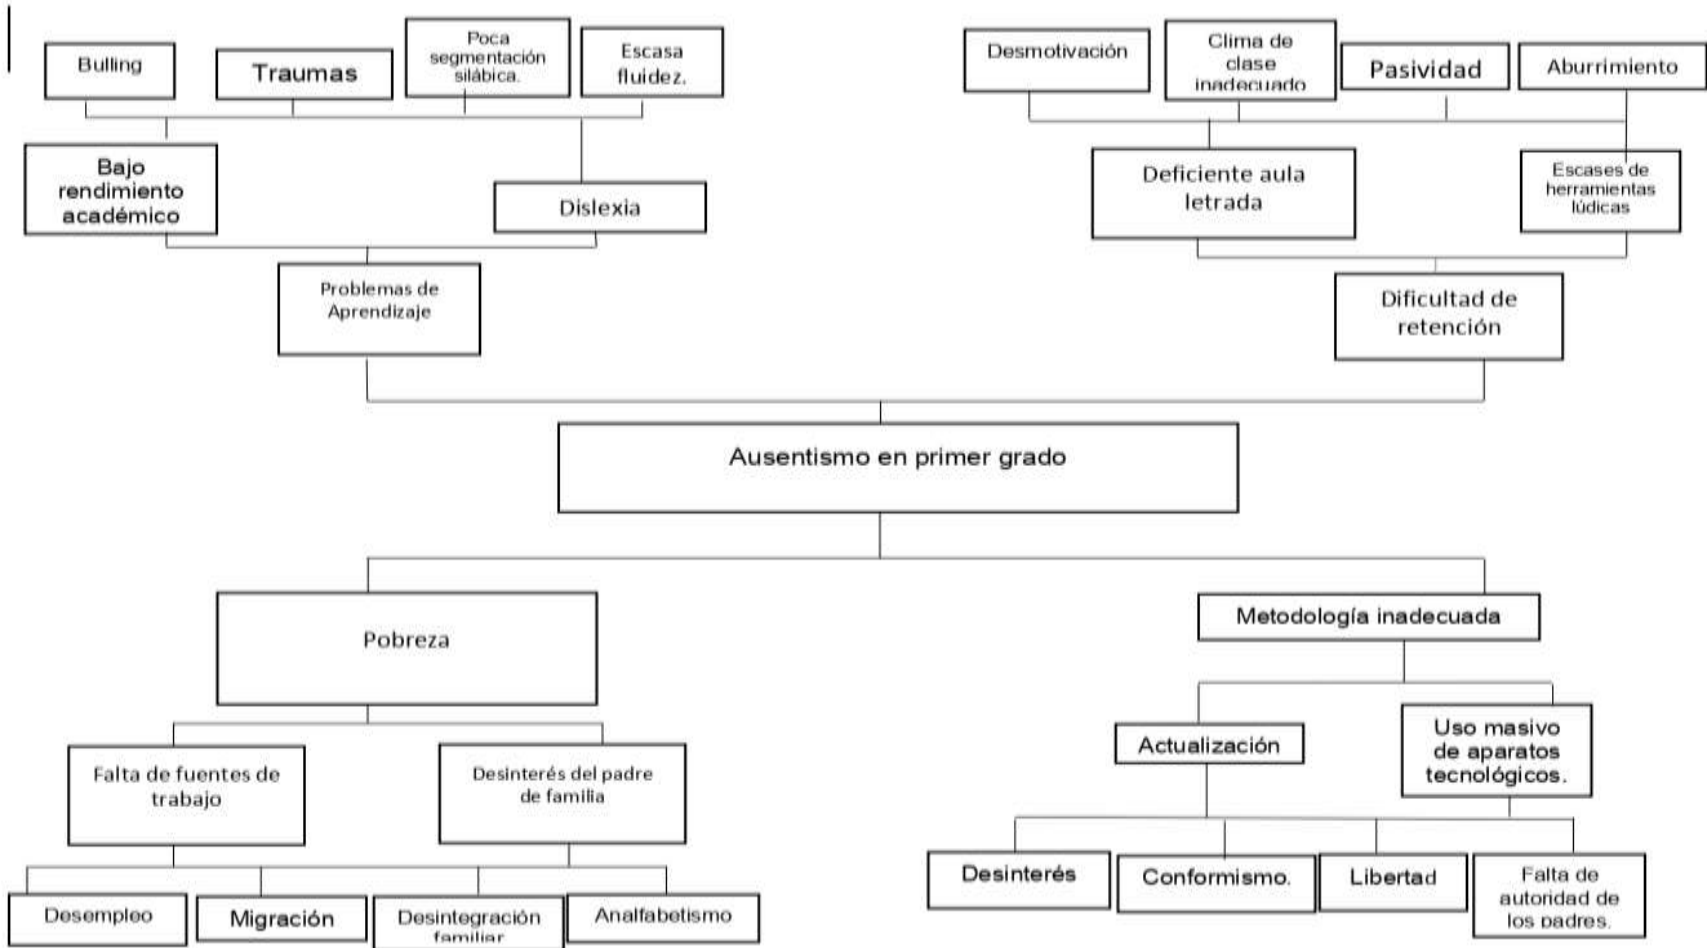 Bulling
Traumas
Poca
segmentación
silábica.
Escasa
fluidez.
Desmotivación
Clima de
clase
inadecuado
Pasividad
Aburrimiento
Bajo
rendimiento
académico
Dislexia
Deficiente aula
letrada
Escases de
herramientas
lúdicas
Problemas de
Aprendizaje
Dificultad de
retención
Ausentismo en primer grado
Pobreza
Metodología inadecuada
Falta de fuentes de
trabajo
Desinterés del padre
de familia
Actualización
Uso masivo
de aparatos
tecnológicos.
Desempleo
Migración
Desintegración
familiar
Analfabetismo
Desinterés
Conformismo.
Libertad
Falta de
autoridad de
los padres.